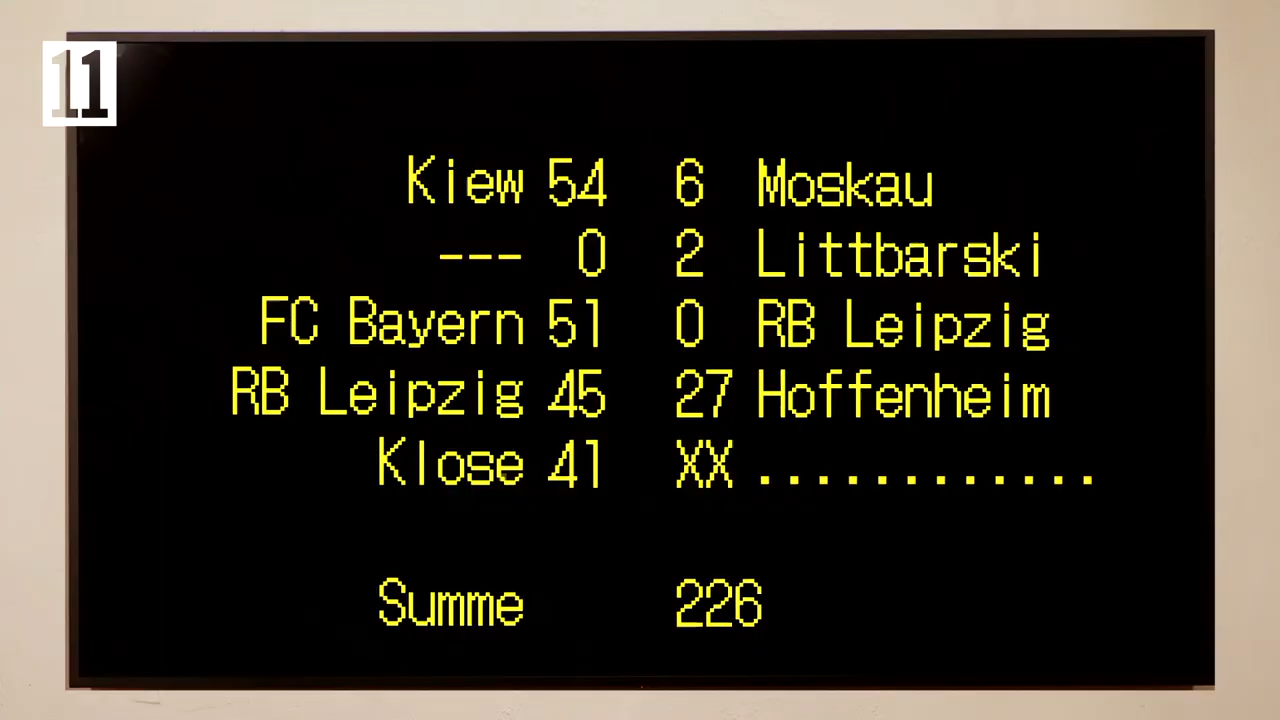 11
Kiew 54 6 Moskau
--- 0 2 Littbarski
FC Bayern 51 0 RB Leipzig
RB Leipzig 45 27 Hoffenheim
Klose 41 XX ............
Summe 226